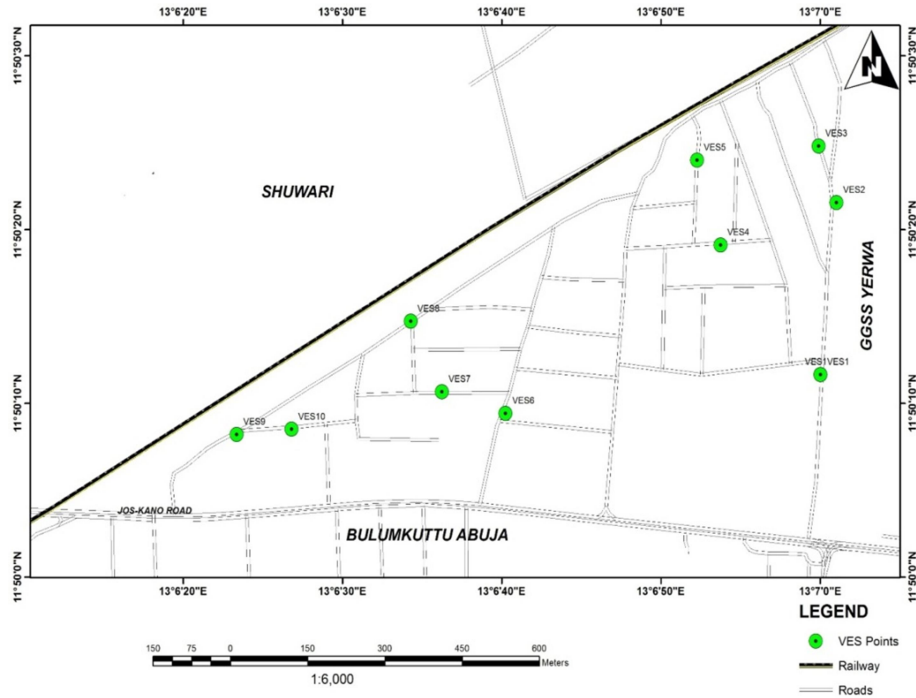 13°6'20"E 13°6'30"E 13°6'40"E 13°6'50"E 13°7'0"E
11°50'30"N
11°50'30"N
N
VES3
VES5
SHUWARI
VES2
11°50'20"N
11°50'20"N
VES4
GGSS YERWA
VES8
VES1VES1
VES7
11°50'10"N
11°50'10"N
VES6
VES9
VES10
JOS-KANO ROAD
BULUMKUTTU ABUJA
11°50'0"N
11°50'0"N
13°6'20"E 13°6'30"E 13°6'40"E 13°6'50"E 13°7'0"E
LEGEND
VES Points
Railway
Roads
150 75 0 150 300 450 600
Meters
1:6,000